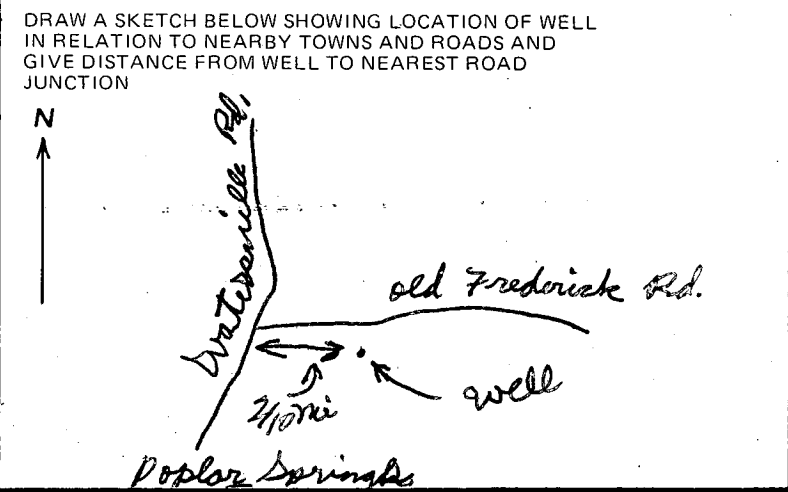 DRAW A SKETCH BELOW SHOWING LOCATION OF WELL
IN RELATION TO NEARBY TOWNS AND ROADS AND
GIVE DISTANCE FROM WELL TO NEAREST ROAD
JUNCTION
N
Watersville Rd.
old Frederick Rd.
2/10 mi
well
Poplar Springs